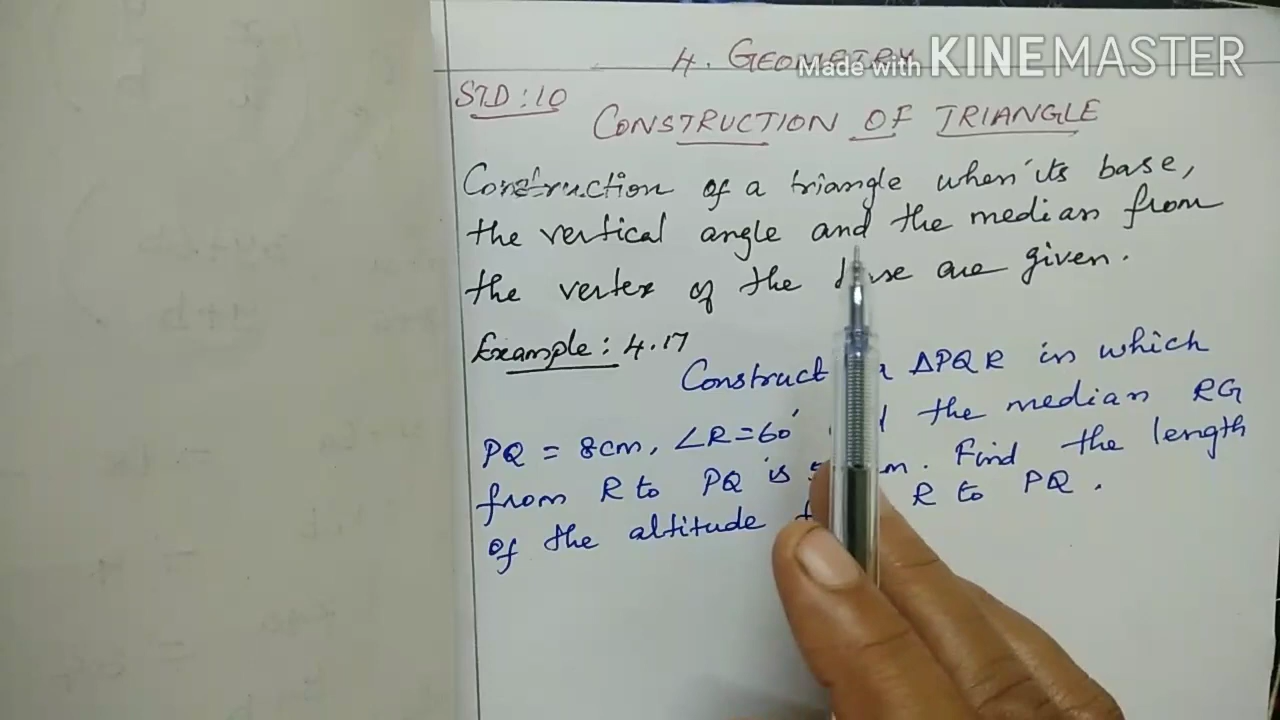 4. GEOMETRY
Made with KINEMASTER
STD: 10
CONSTRUCTION OF TRIANGLE
Construction of a triangle when its base,
the vertical angle and the median from
the vertex of the are given.
Example: 4.17
Construct ΔPQR in which
PQ = 8cm, ∠R=60° the median RG
from R to PQ is Find the length
of the altitude R to PQ.